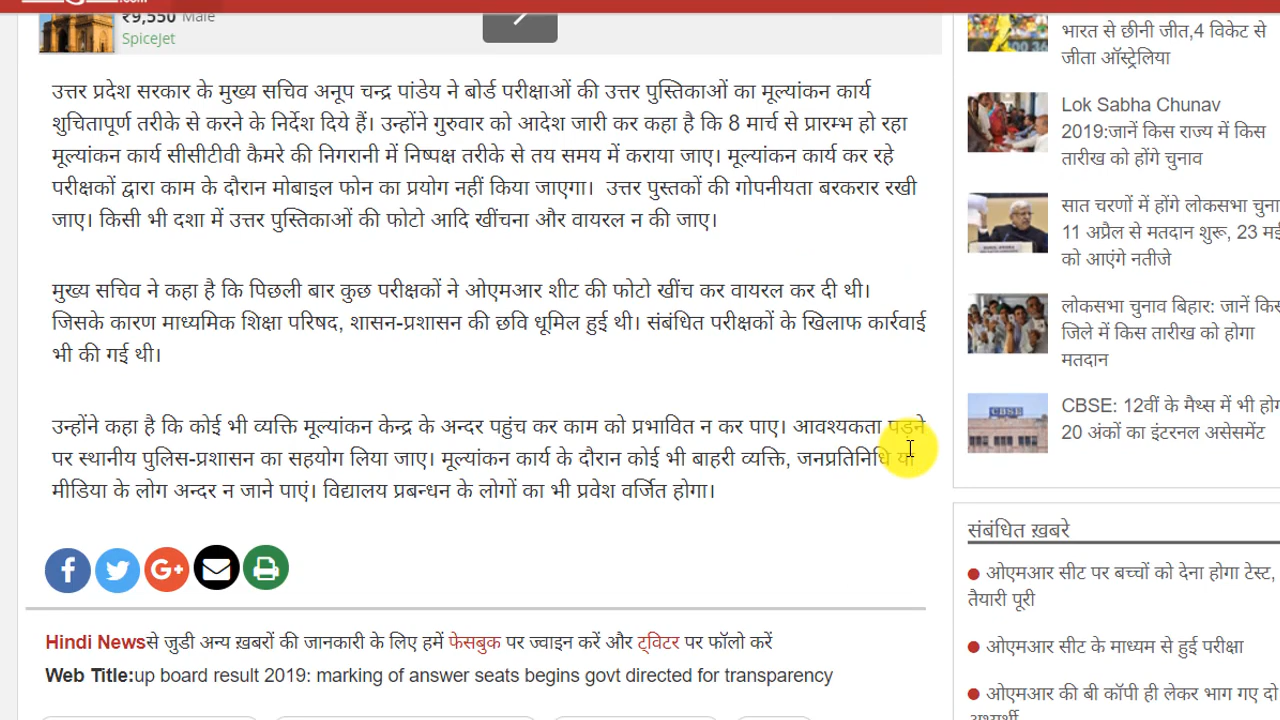 ₹9,550 Male
SpiceJet
उत्तर प्रदेश सरकार के मुख्य सचिव अनूप चन्द्र पांडेय ने बोर्ड परीक्षाओं की उत्तर पुस्तिकाओं का मूल्यांकन कार्य
शुचितापूर्ण तरीके से करने के निर्देश दिये हैं। उन्होंने गुरुवार को आदेश जारी कर कहा है कि 8 मार्च से प्रारम्भ हो रहा
मूल्यांकन कार्य सीसीटीवी कैमरे की निगरानी में निष्पक्ष तरीके से तय समय में कराया जाए। मूल्यांकन कार्य कर रहे
परीक्षकों द्वारा काम के दौरान मोबाइल फोन का प्रयोग नहीं किया जाएगा। उत्तर पुस्तकों की गोपनीयता बरकरार रखी
जाए। किसी भी दशा में उत्तर पुस्तिकाओं की फोटो आदि खींचना और वायरल न की जाए।
मुख्य सचिव ने कहा है कि पिछली बार कुछ परीक्षकों ने ओएमआर शीट की फोटो खींच कर वायरल कर दी थी।
जिसके कारण माध्यमिक शिक्षा परिषद, शासन-प्रशासन की छवि धूमिल हुई थी। संबंधित परीक्षकों के खिलाफ कार्रवाई
भी की गई थी।
उन्होंने कहा है कि कोई भी व्यक्ति मूल्यांकन केन्द्र के अन्दर पहुंच कर काम को प्रभावित न कर पाए। आवश्यकता पड़ने
पर स्थानीय पुलिस-प्रशासन का सहयोग लिया जाए। मूल्यांकन कार्य के दौरान कोई भी बाहरी व्यक्ति, जनप्रतिनिधि या
मीडिया के लोग अन्दर न जाने पाएं। विद्यालय प्रबन्धन के लोगों का भी प्रवेश वर्जित होगा।
Hindi Newsसे जुडी अन्य ख़बरों की जानकारी के लिए हमें फेसबुक पर ज्वाइन करें और ट्विटर पर फॉलो करें
Web Title:up board result 2019: marking of answer seats begins govt directed for transparency
भारत से छीनी जीत,4 विकेट से
जीता ऑस्ट्रेलिया
Lok Sabha Chunav
2019:जानें किस राज्य में किस
तारीख को होंगे चुनाव
सात चरणों में होंगे लोकसभा
11 अप्रैल से मतदान शुरू, 23
को आएंगे नतीजे
लोकसभा चुनाव बिहार: जानें
जिले में किस तारीख को होगा
मतदान
CBSE
CBSE: 12वीं के मैथ्स में भी
20 अंकों का इंटरनल असेसमेंट
संबंधित ख़बरे
ओएमआर सीट पर बच्चों को देना होगा टेस्ट,
तैयारी पूरी
ओएमआर सीट के माध्यम से हुई परीक्षा
ओएमआर की बी कॉपी ही लेकर भाग गए दो